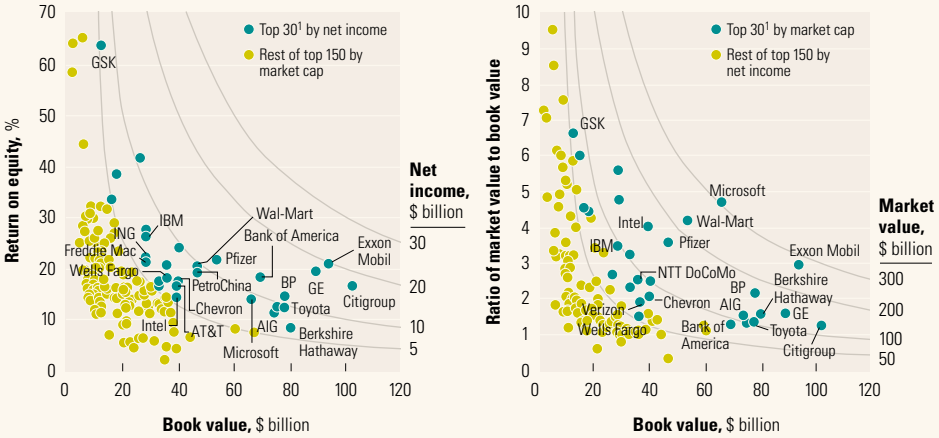 Return on equity, %
70
60
50
40
30
20
10
0
0
20
40
60
80
100
120
Book value, $ billion
Top 30¹ by net income
Rest of top 150 by
market cap
GSK
IBM
ING
Freddie Mac
Wells Fargo
Wal-Mart
Bank of America
Pfizer
PetroChina
Exxon
Mobil
BP
GE
Citigroup
Chevron
Toyota
Intel
AT&T
AIG
Microsoft
Berkshire
Hathaway
Net
income,
$ billion
30
20
10
5
Ratio of market value to book value
10
9
8
7
6
5
4
3
2
1
0
0
20
40
60
80
100
120
Book value, $ billion
Top 30¹ by market cap
Rest of top 150 by
net income
GSK
Microsoft
Intel
Wal-Mart
IBM
Pfizer
Exxon Mobil
NTT DoCoMo
BP
Berkshire
Hathaway
Verizon
Chevron
AIG
GE
Wells Fargo
Bank of
America
Toyota
Citigroup
Market
value,
$ billion
300
200
100
50